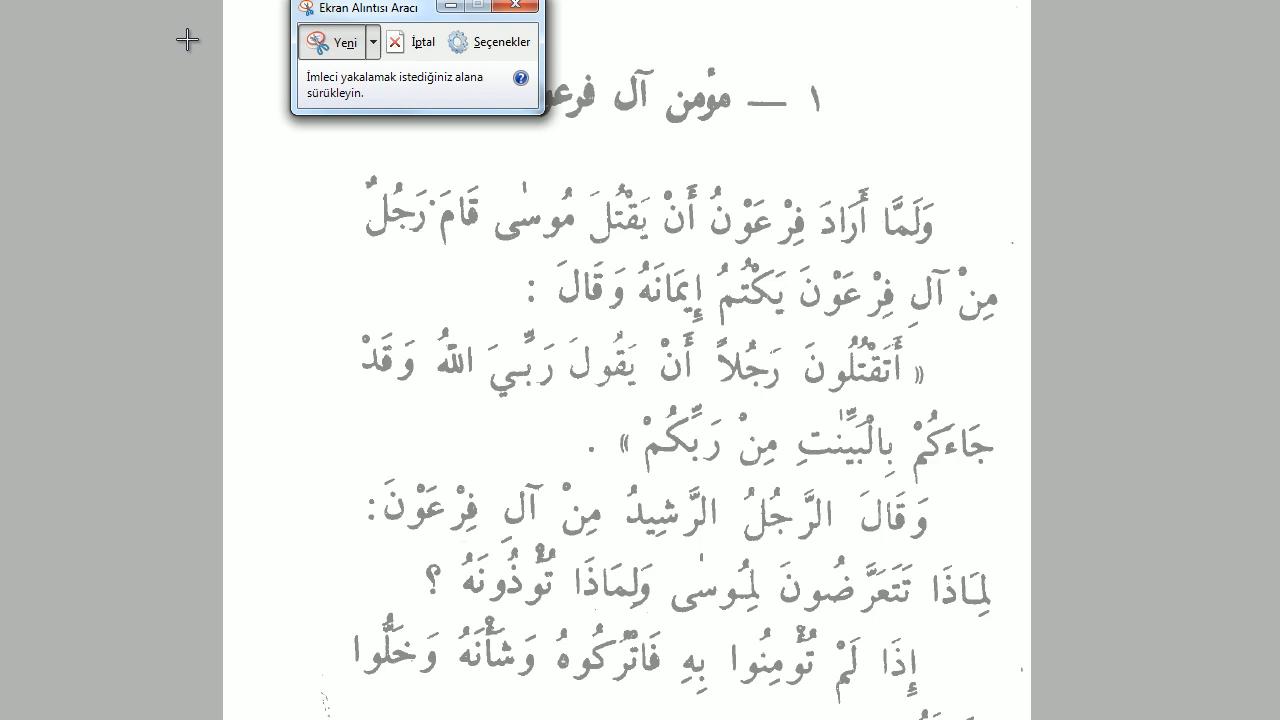 Ekran Alıntısı Aracı
Yeni
İptal
Seçenekler
İmleci yakalamak istediğiniz alana
sürükleyin.
١ — مؤمن آل
وَلَمَّا أَرَادَ فِرْعَوْنُ أَنْ يَقْتُلَ مُوسٰى قَامَ رَجُلٌ
مِنْ آلِ فِرْعَوْنَ يَكْتُمُ إِيمَانَهُ وَقَالَ :
« أَتَقْتُلُونَ رَجُلاً أَنْ يَقُولَ رَبِّيَ اللّٰهُ وَقَدْ
جَاءَكُمْ بِالْبَيِّنٰتِ مِنْ رَبِّكُمْ » .
وَقَالَ الرَّجُلُ الرَّشِيدُ مِنْ آلِ فِرْعَوْنَ:
لِمَاذَا تَتَعَرَّضُونَ لِمُوسٰى وَلِمَاذَا تُؤْذُونَهُ ؟
إِذَا لَمْ تُؤْمِنُوا بِهِ فَاتْرُكُوهُ وَشَأْنَهُ وَخَلُّوا